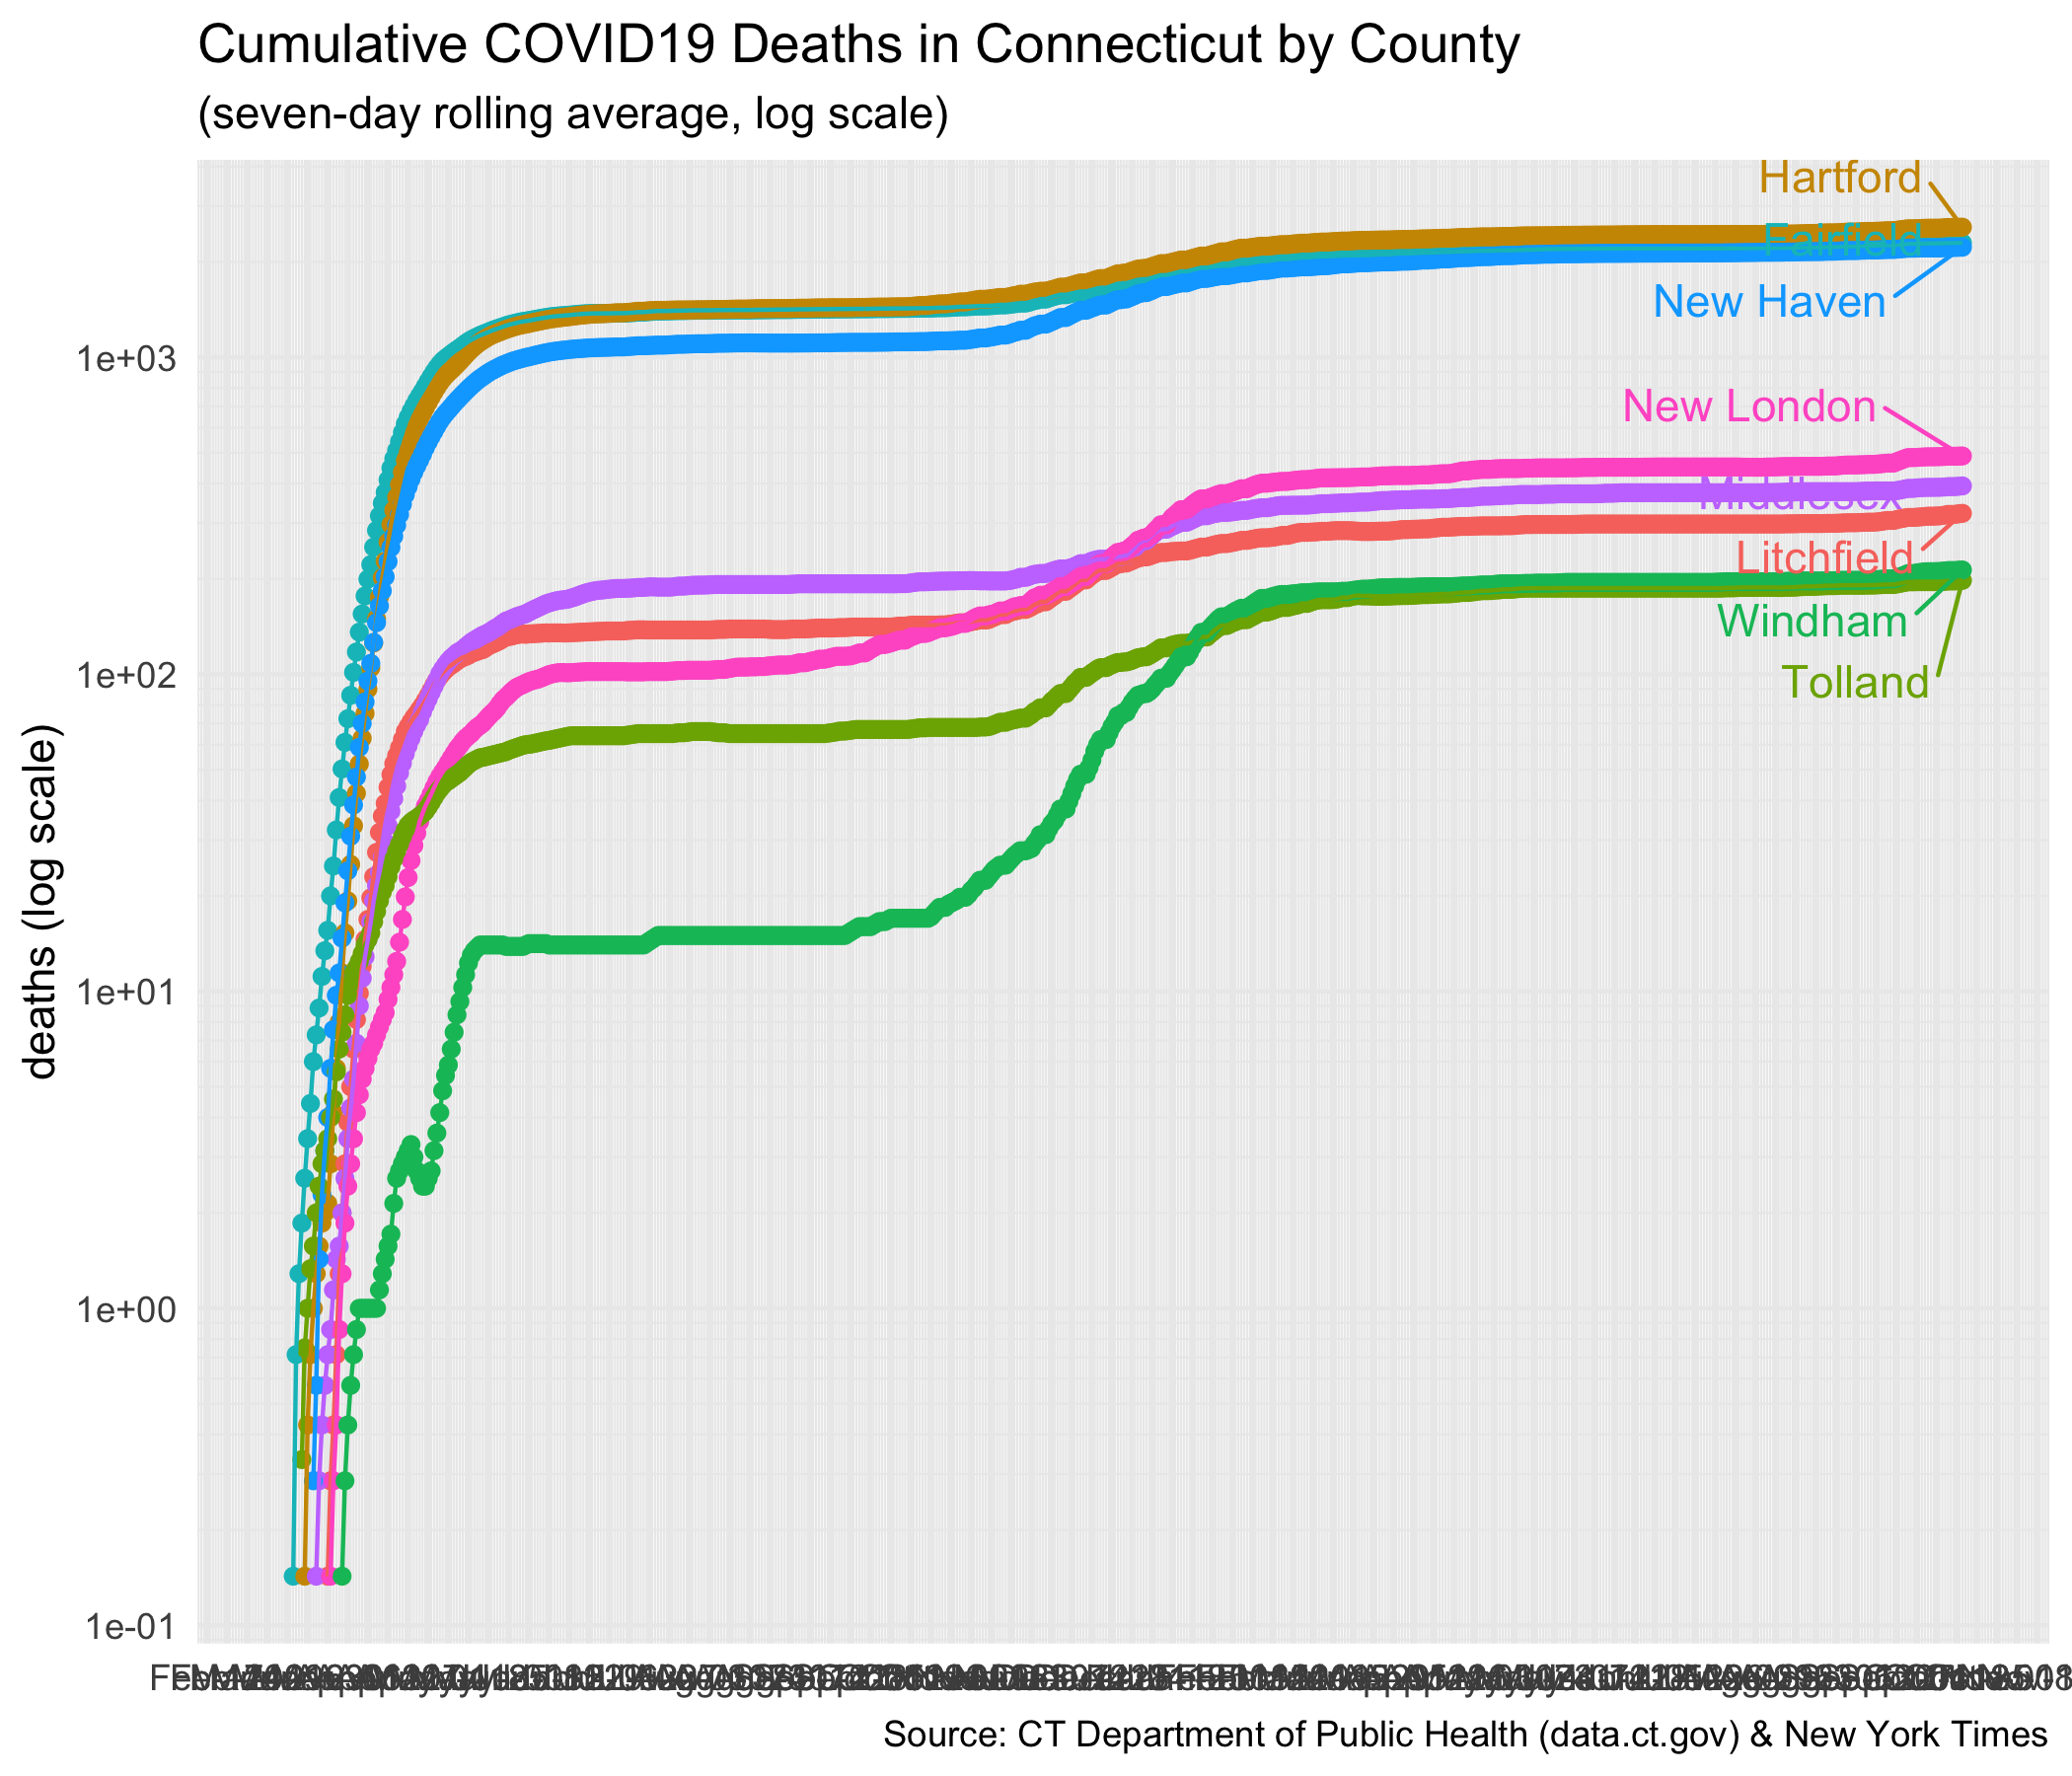 Cumulative COVID19 Deaths in Connecticut by County
(seven-day rolling average, log scale)
Hartford
Fairfield
New Haven
1e+03
New London
Middlesex
Litchfield
Windham
1e+02
Tolland
deaths (log scale)
1e+01
1e+00
1e-01
Source: CT Department of Public Health (data.ct.gov) & New York Times